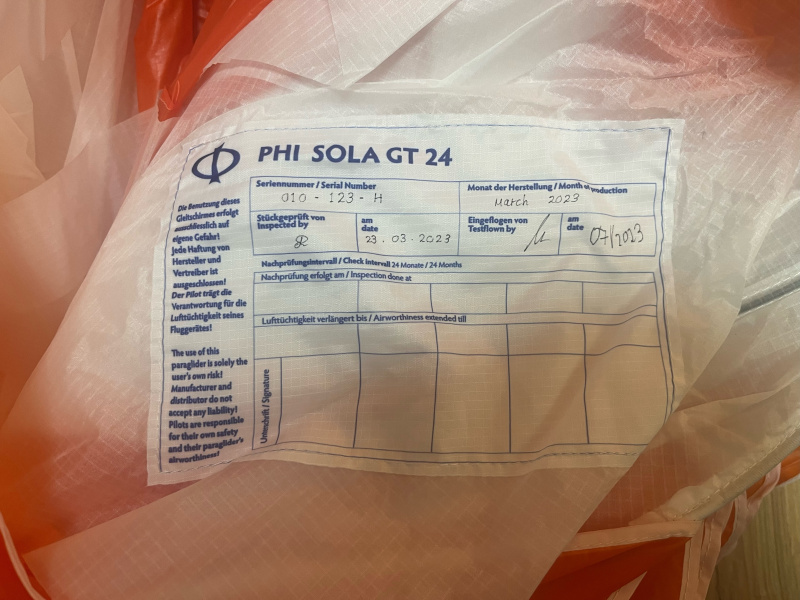 PHI SOLA GT 24
Seriennummer / Serial Number
010 - 123 - H
Monat der Herstellung / Month of production
March 2023
Stückgeprüft von
Inspected by
am
date
23.03.2023
Eingeflogen von
Testflown by
am
date
07/2023
Nachprüfungsintervall / Check intervall 24 Monate / 24 Months
Nachprüfung erfolgt am / Inspection done at
Lufttüchtigkeit verlängert bis / Airworthiness extended till
Unterschrift / Signature
Die Benutzung dieses
Gleitschirmes erfolgt
ausschliesslich auf
eigene Gefahr!
Jede Haftung von
Hersteller und
Vertreiber ist
ausgeschlossen!
Der Pilot trägt die
Verantwortung für die
Lufttüchtigkeit seines
Fluggerätes!
The use of this
paraglider is solely the
user's own risk!
Manufacturer and
distributor do not
accept any liability!
Pilots are responsible
for their own safety
and their paraglider's
airworthiness!